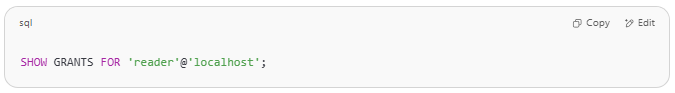 sql
Copy Edit
SHOW GRANTS FOR 'reader'@'localhost';